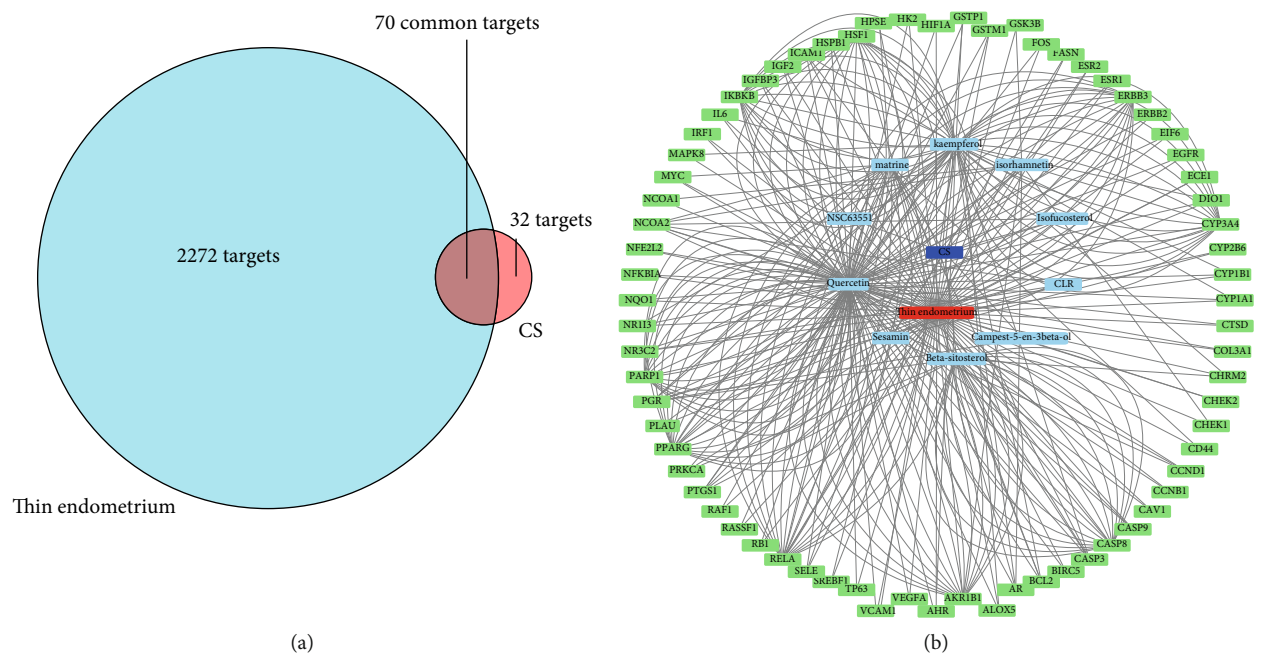 70 common targets
32 targets
2272 targets
CS
Thin endometrium
(a)
GSTP1
HK2
HPSE
HIF1A
GSTM1
GSK3B
HSF1
HSPB1
ICAM1
FOS
FASN
IGF2
ESR2
IGFBP3
ESR1
IKBKB
ERBB3
IL6
ERBB2
IRF1
EIF6
MAPK8
EGFR
MYC
ECE1
NCOA1
DIO1
NCOA2
CYP3A4
NFE2L2
CYP2B6
NFKBIA
CYP1B1
NQO1
CYP1A1
NR1I3
CTSD
NR3C2
COL3A1
PARP1
CHRM2
PGR
CHEK2
PLAU
CHEK1
PPARG
CD44
PRKCA
CCND1
PTGS1
CCNB1
RAF1
CAV1
RASSF1
CASP9
RB1
CASP8
RELA
CASP3
SELE
BIRC5
SREBF1
BCL2
TP63
AR
VEGFA
AKR1B1
VCAM1
AHR
ALOX5
kaempferol
matrine
isorhamnetin
NSC63551
Isofucosterol
CS
Quercetin
CLR
Thin endometrium
Sesamin
Campest-5-en-3beta-ol
Beta-sitosterol
(b)